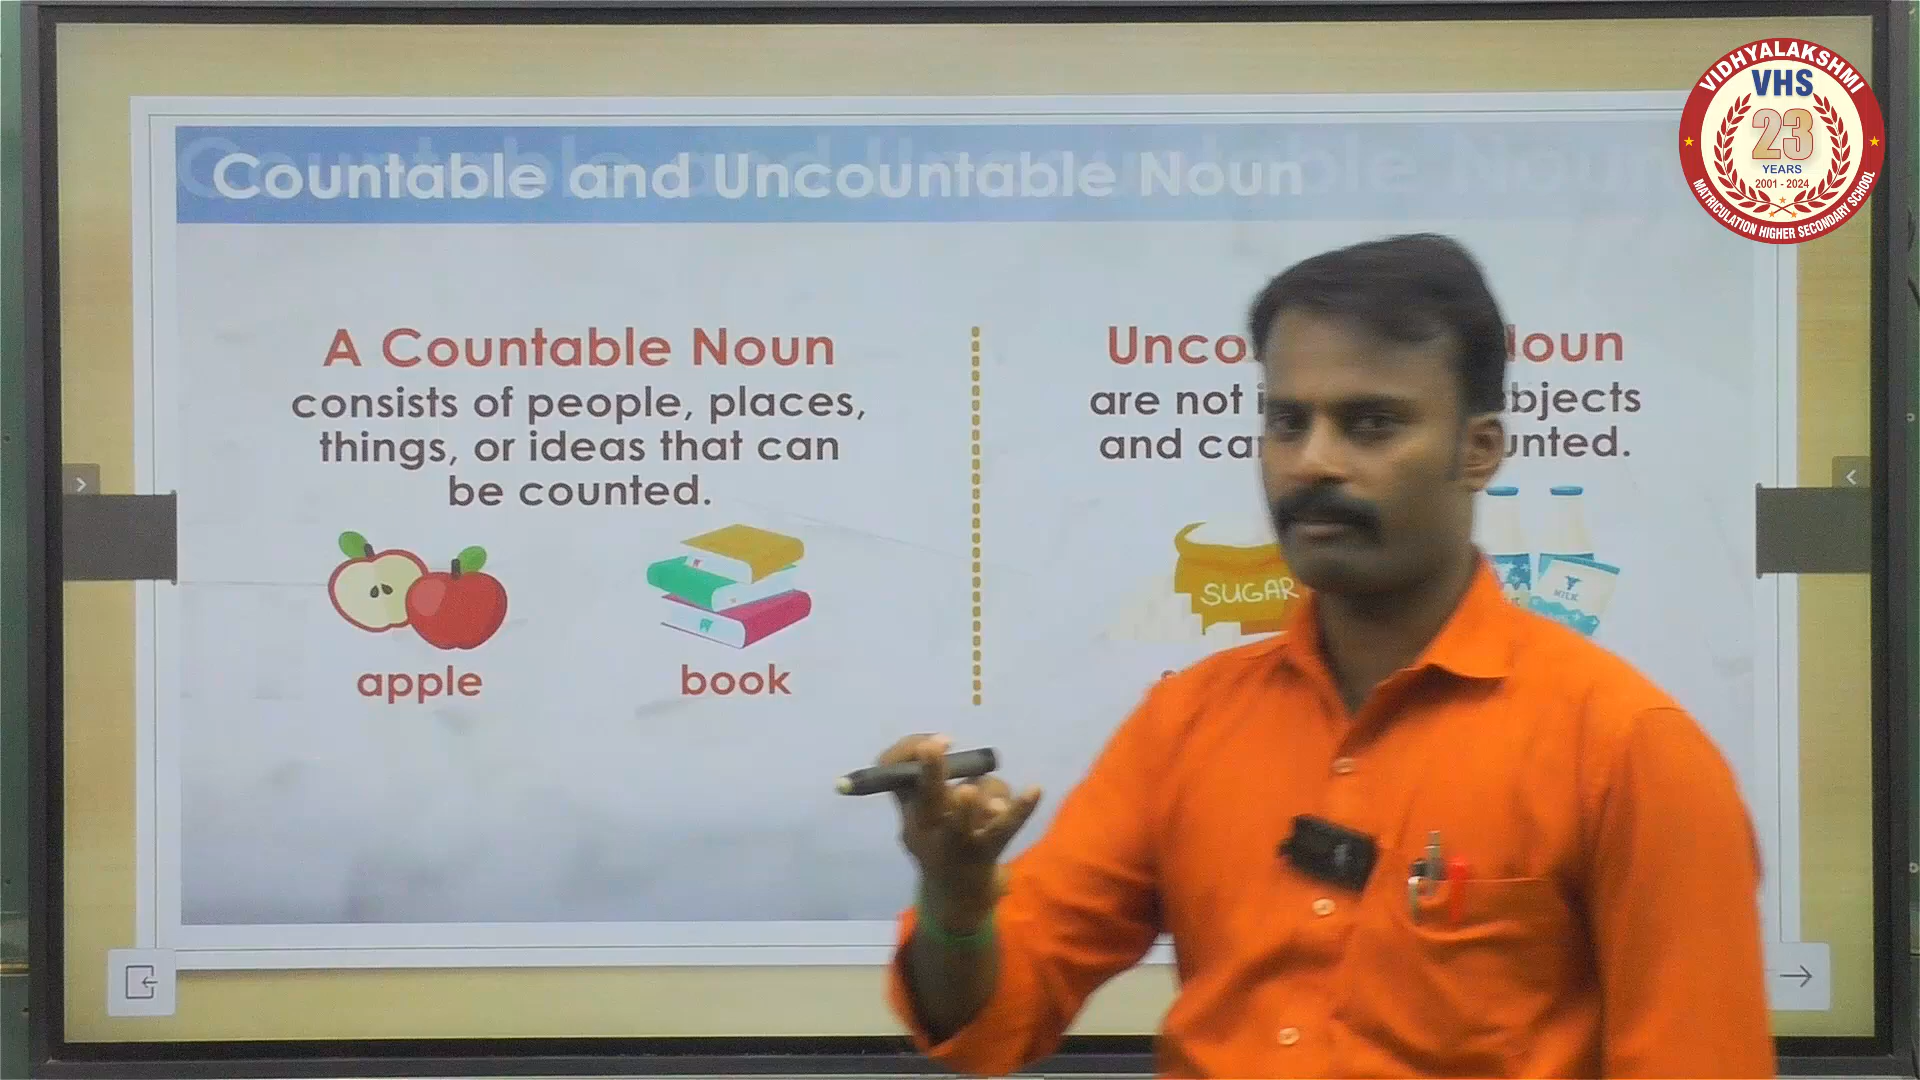 VIDHYALAKSHMI
VHS
23
YEARS
2001 - 2024
MATRICULATION HIGHER SECONDARY SCHOOL
Countable and Uncountable Noun
A Countable Noun
consists of people, places,
things, or ideas that can
be counted.
apple
book
Unco oun
are not bjects
and unted.
SUGAR
MILK